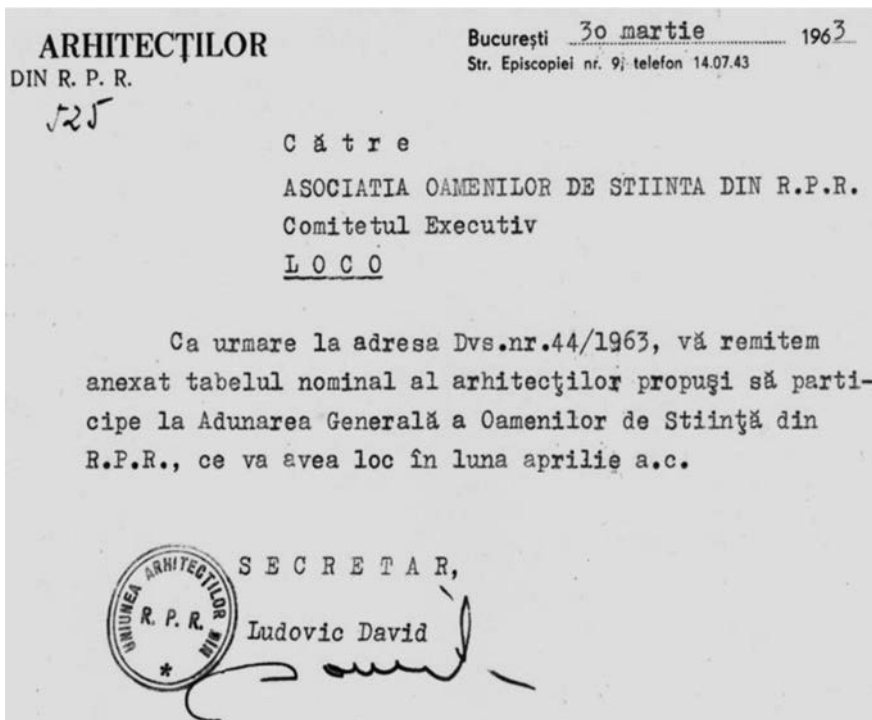 ARHITECȚILOR
DIN R. P. R.
525
București 30 martie 1963
Str. Episcopiei nr. 9; telefon 14.07.43
C ă t r e
ASOCIATIA OAMENILOR DE STIINTA DIN R.P.R.
Comitetul Executiv
L O C O
Ca urmare la adresa Dvs.nr.44/1963, vă remitem
anexat tabelul nominal al arhitecţilor propuşi să parti-
cipe la Adunarea Generală a Oamenilor de Stiinţă din
R.P.R., ce va avea loc în luna aprilie a.c.
S E C R E T A R,
Ludovic David
UNIUNEA ARHITECȚILOR DIN
R. P. R.
*